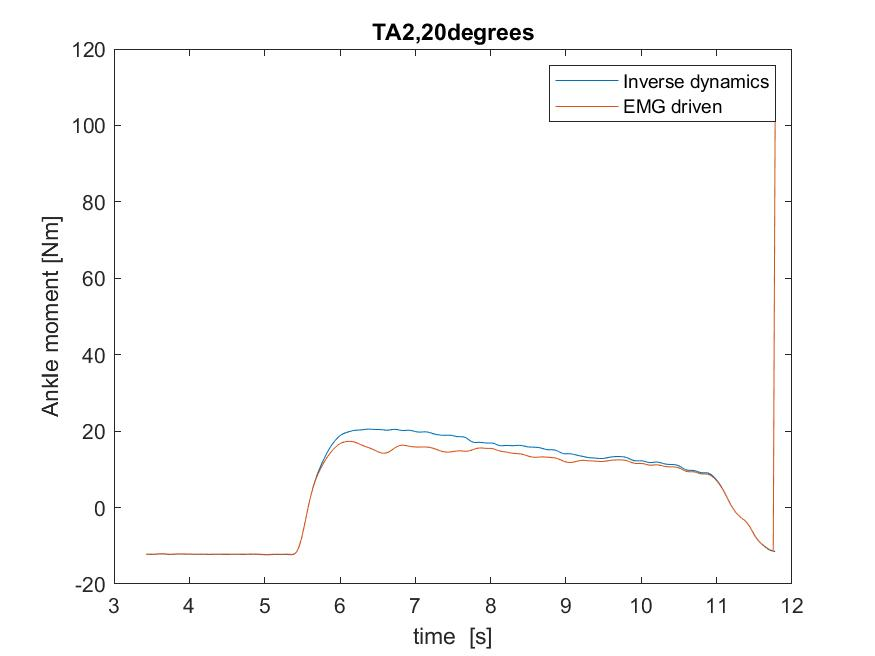 TA2,20degrees
Inverse dynamics
EMG driven
Ankle moment [Nm]
120
100
80
60
40
20
0
-20
3 4 5 6 7 8 9 10 11 12
time [s]